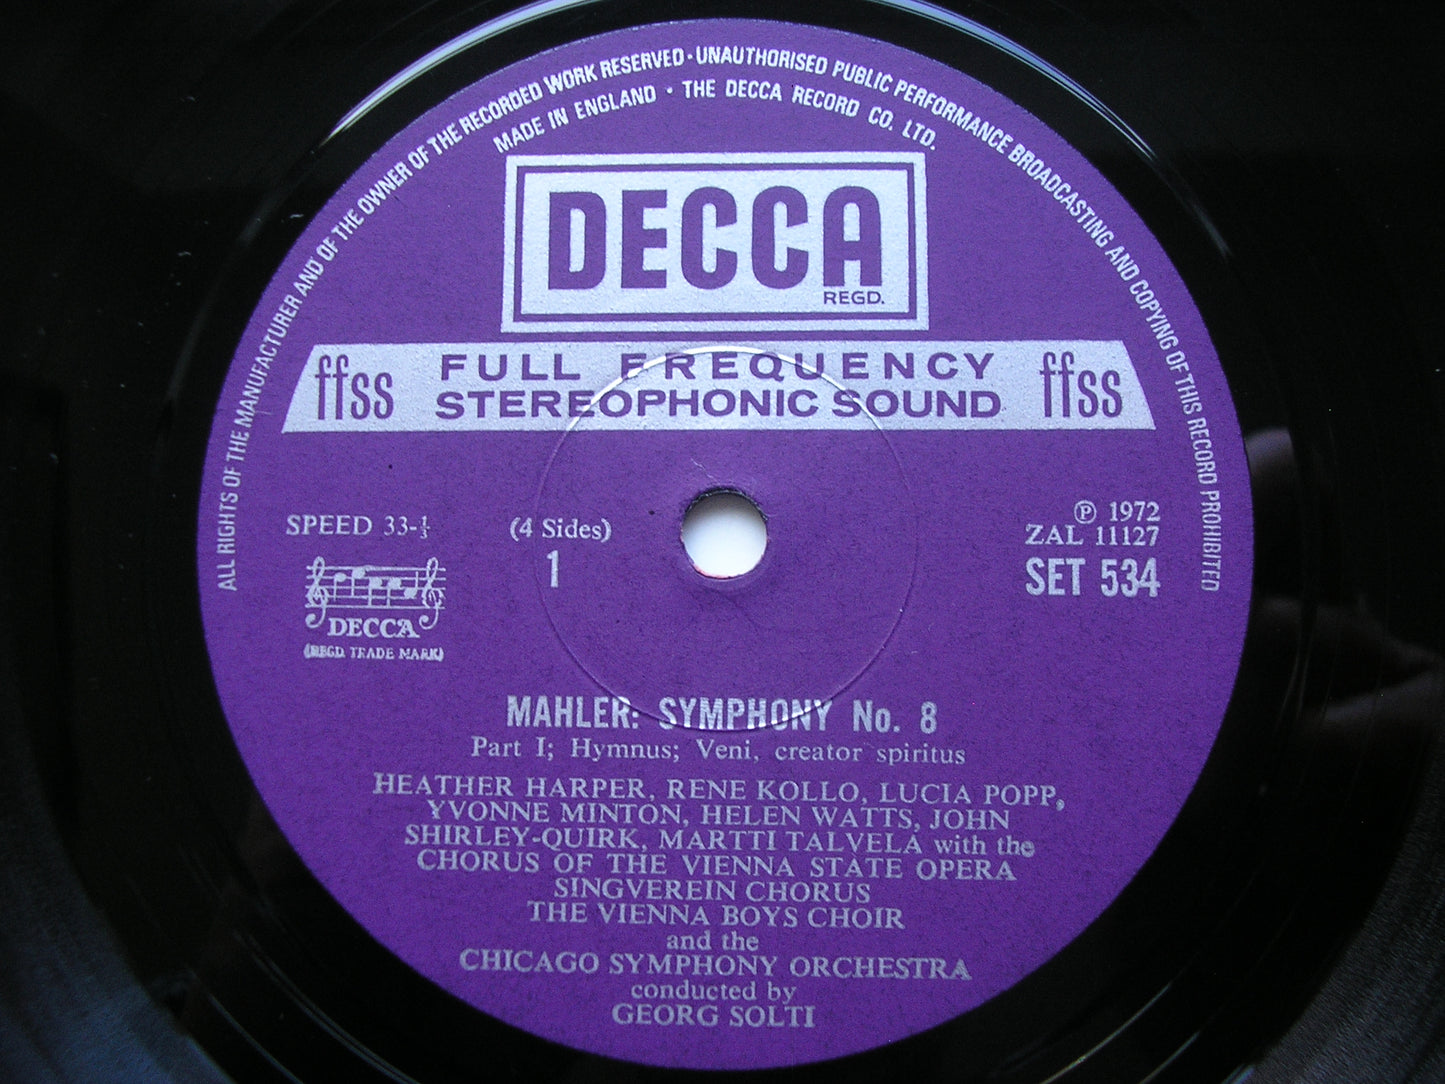 ALL RIGHTS OF THE MANUFACTURER AND OF THE OWNER OF THE RECORDED WORK RESERVED · UNAUTHORISED PUBLIC PERFORMANCE BROADCASTING AND COPYING OF THIS RECORD PROHIBITED
MADE IN ENGLAND · THE DECCA RECORD CO. LTD.
DECCA
REGD.
ffss FULL FREQUENCY STEREOPHONIC SOUND ffss
SPEED 33-⅓
(4 Sides)
1
℗ 1972
ZAL 11127
SET 534
DECCA
(REGD. TRADE MARK)
MAHLER: SYMPHONY No. 8
Part I; Hymnus; Veni, creator spiritus
HEATHER HARPER, RENE KOLLO, LUCIA POPP,
YVONNE MINTON, HELEN WATTS, JOHN
SHIRLEY-QUIRK, MARTTI TALVELA with the
CHORUS OF THE VIENNA STATE OPERA
SINGVEREIN CHORUS
THE VIENNA BOYS CHOIR
and the
CHICAGO SYMPHONY ORCHESTRA
conducted by
GEORG SOLTI